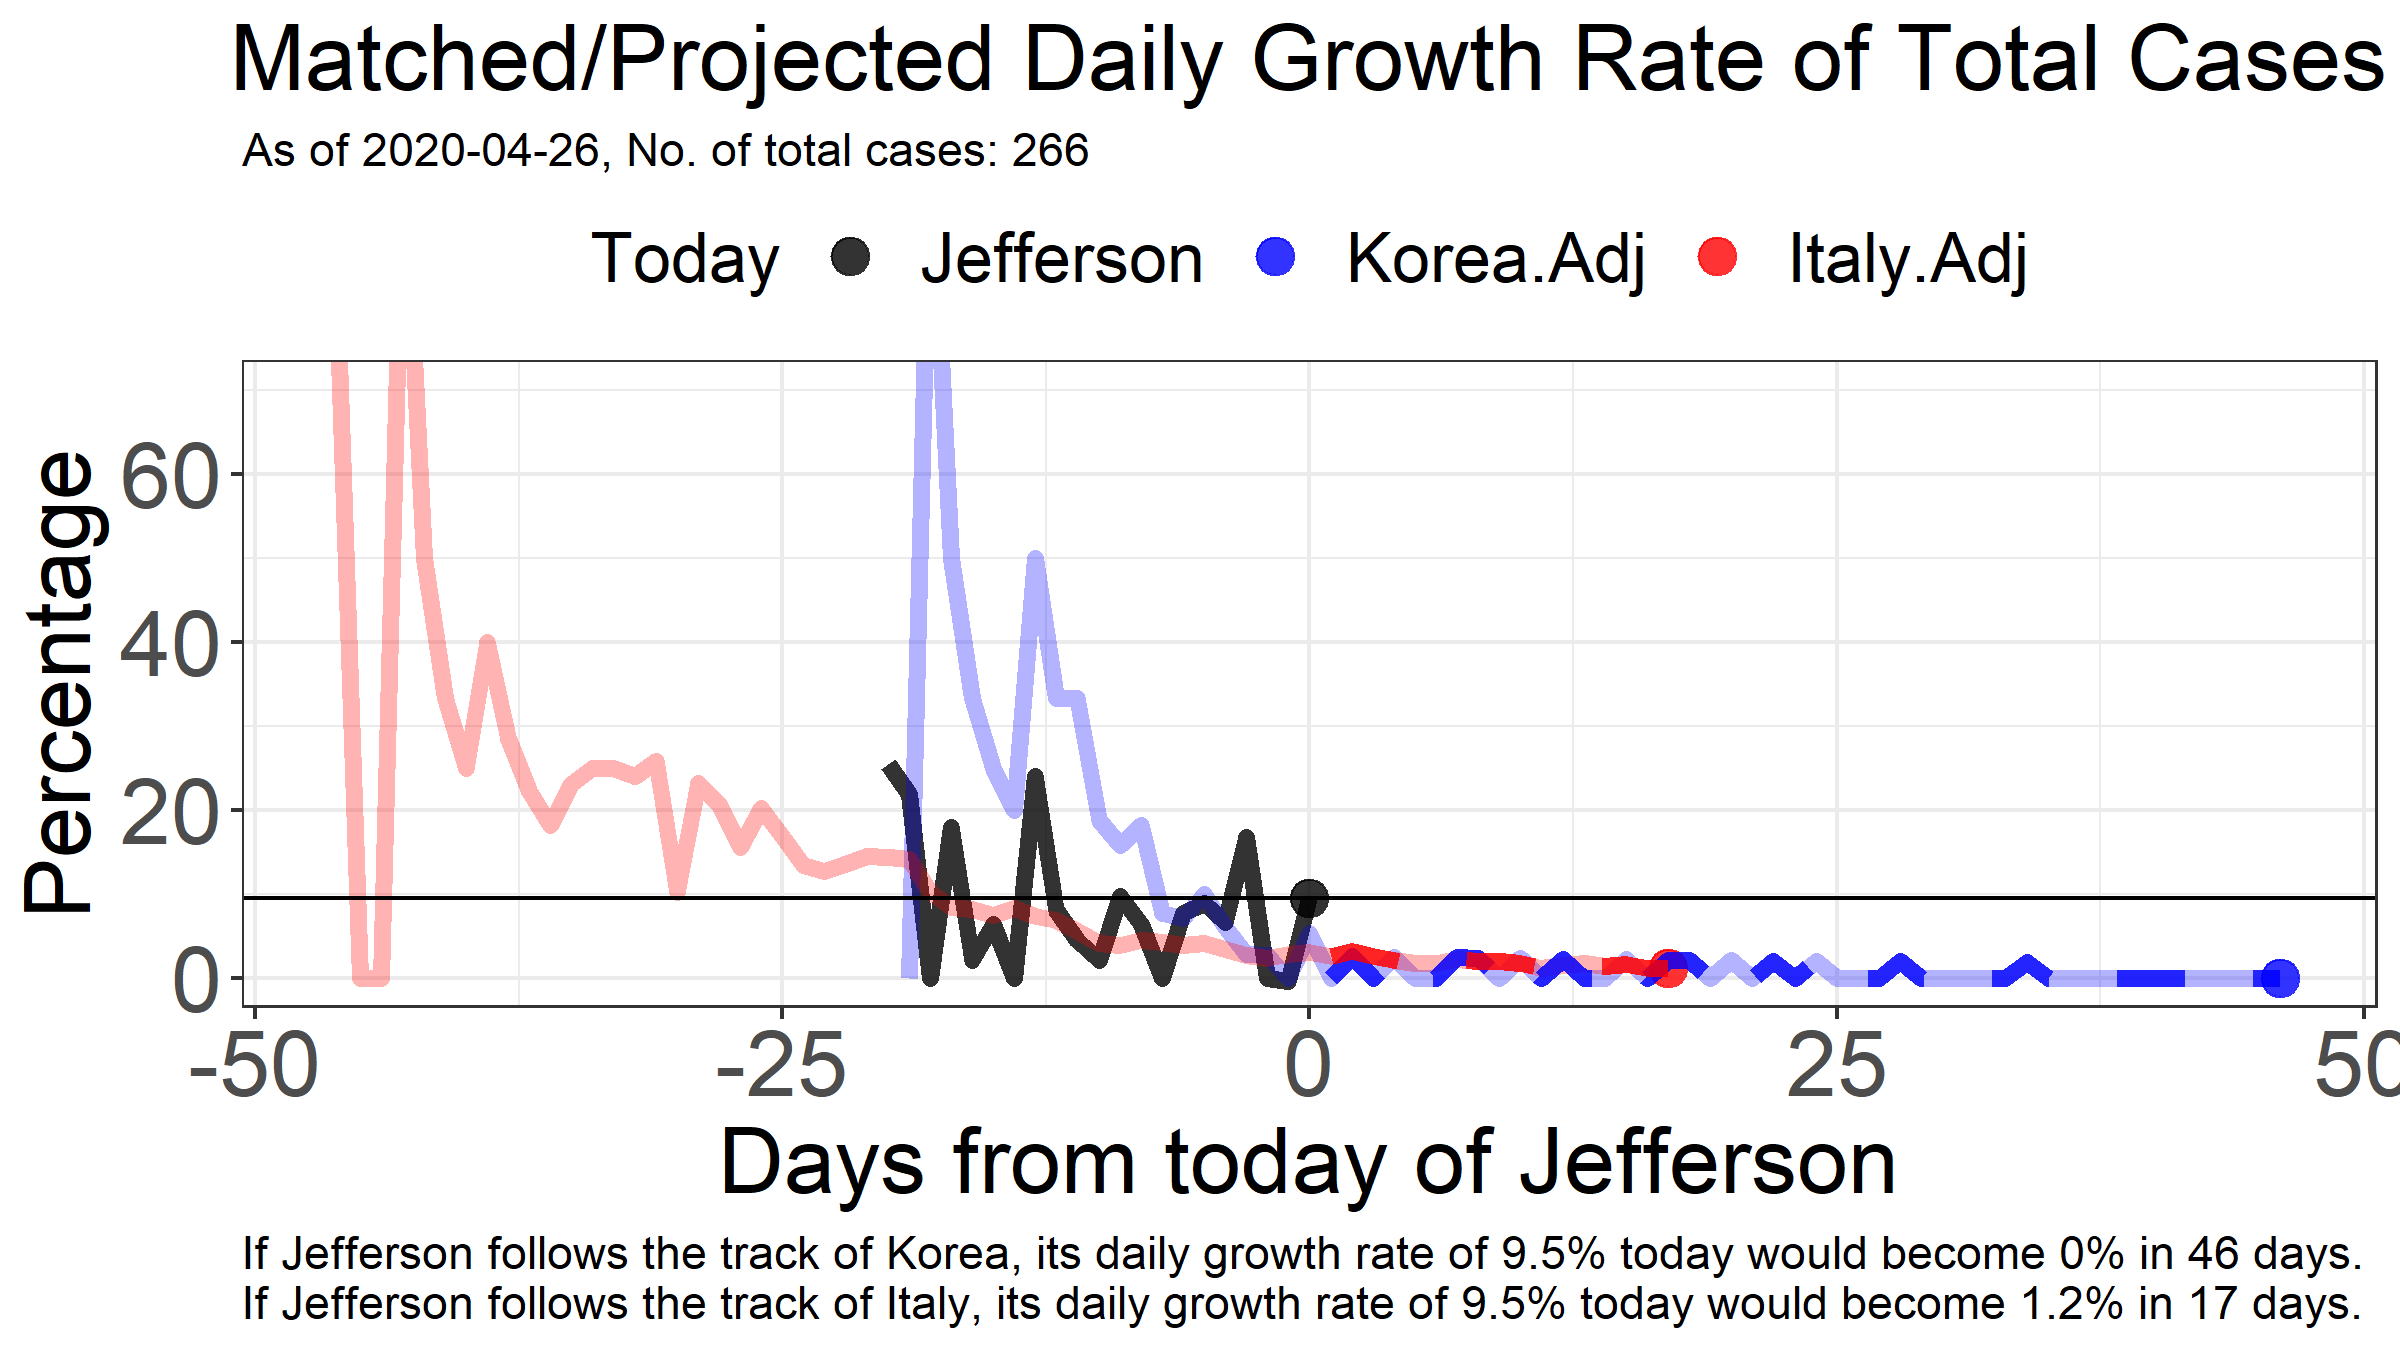 Matched/Projected Daily Growth Rate of Total Cases
As of 2020-04-26, No. of total cases: 266
Today Jefferson Korea.Adj Italy.Adj
Percentage
60
40
20
0
-50 -25 0 25 50
Days from today of Jefferson
If Jefferson follows the track of Korea, its daily growth rate of 9.5% today would become 0% in 46 days.
If Jefferson follows the track of Italy, its daily growth rate of 9.5% today would become 1.2% in 17 days.